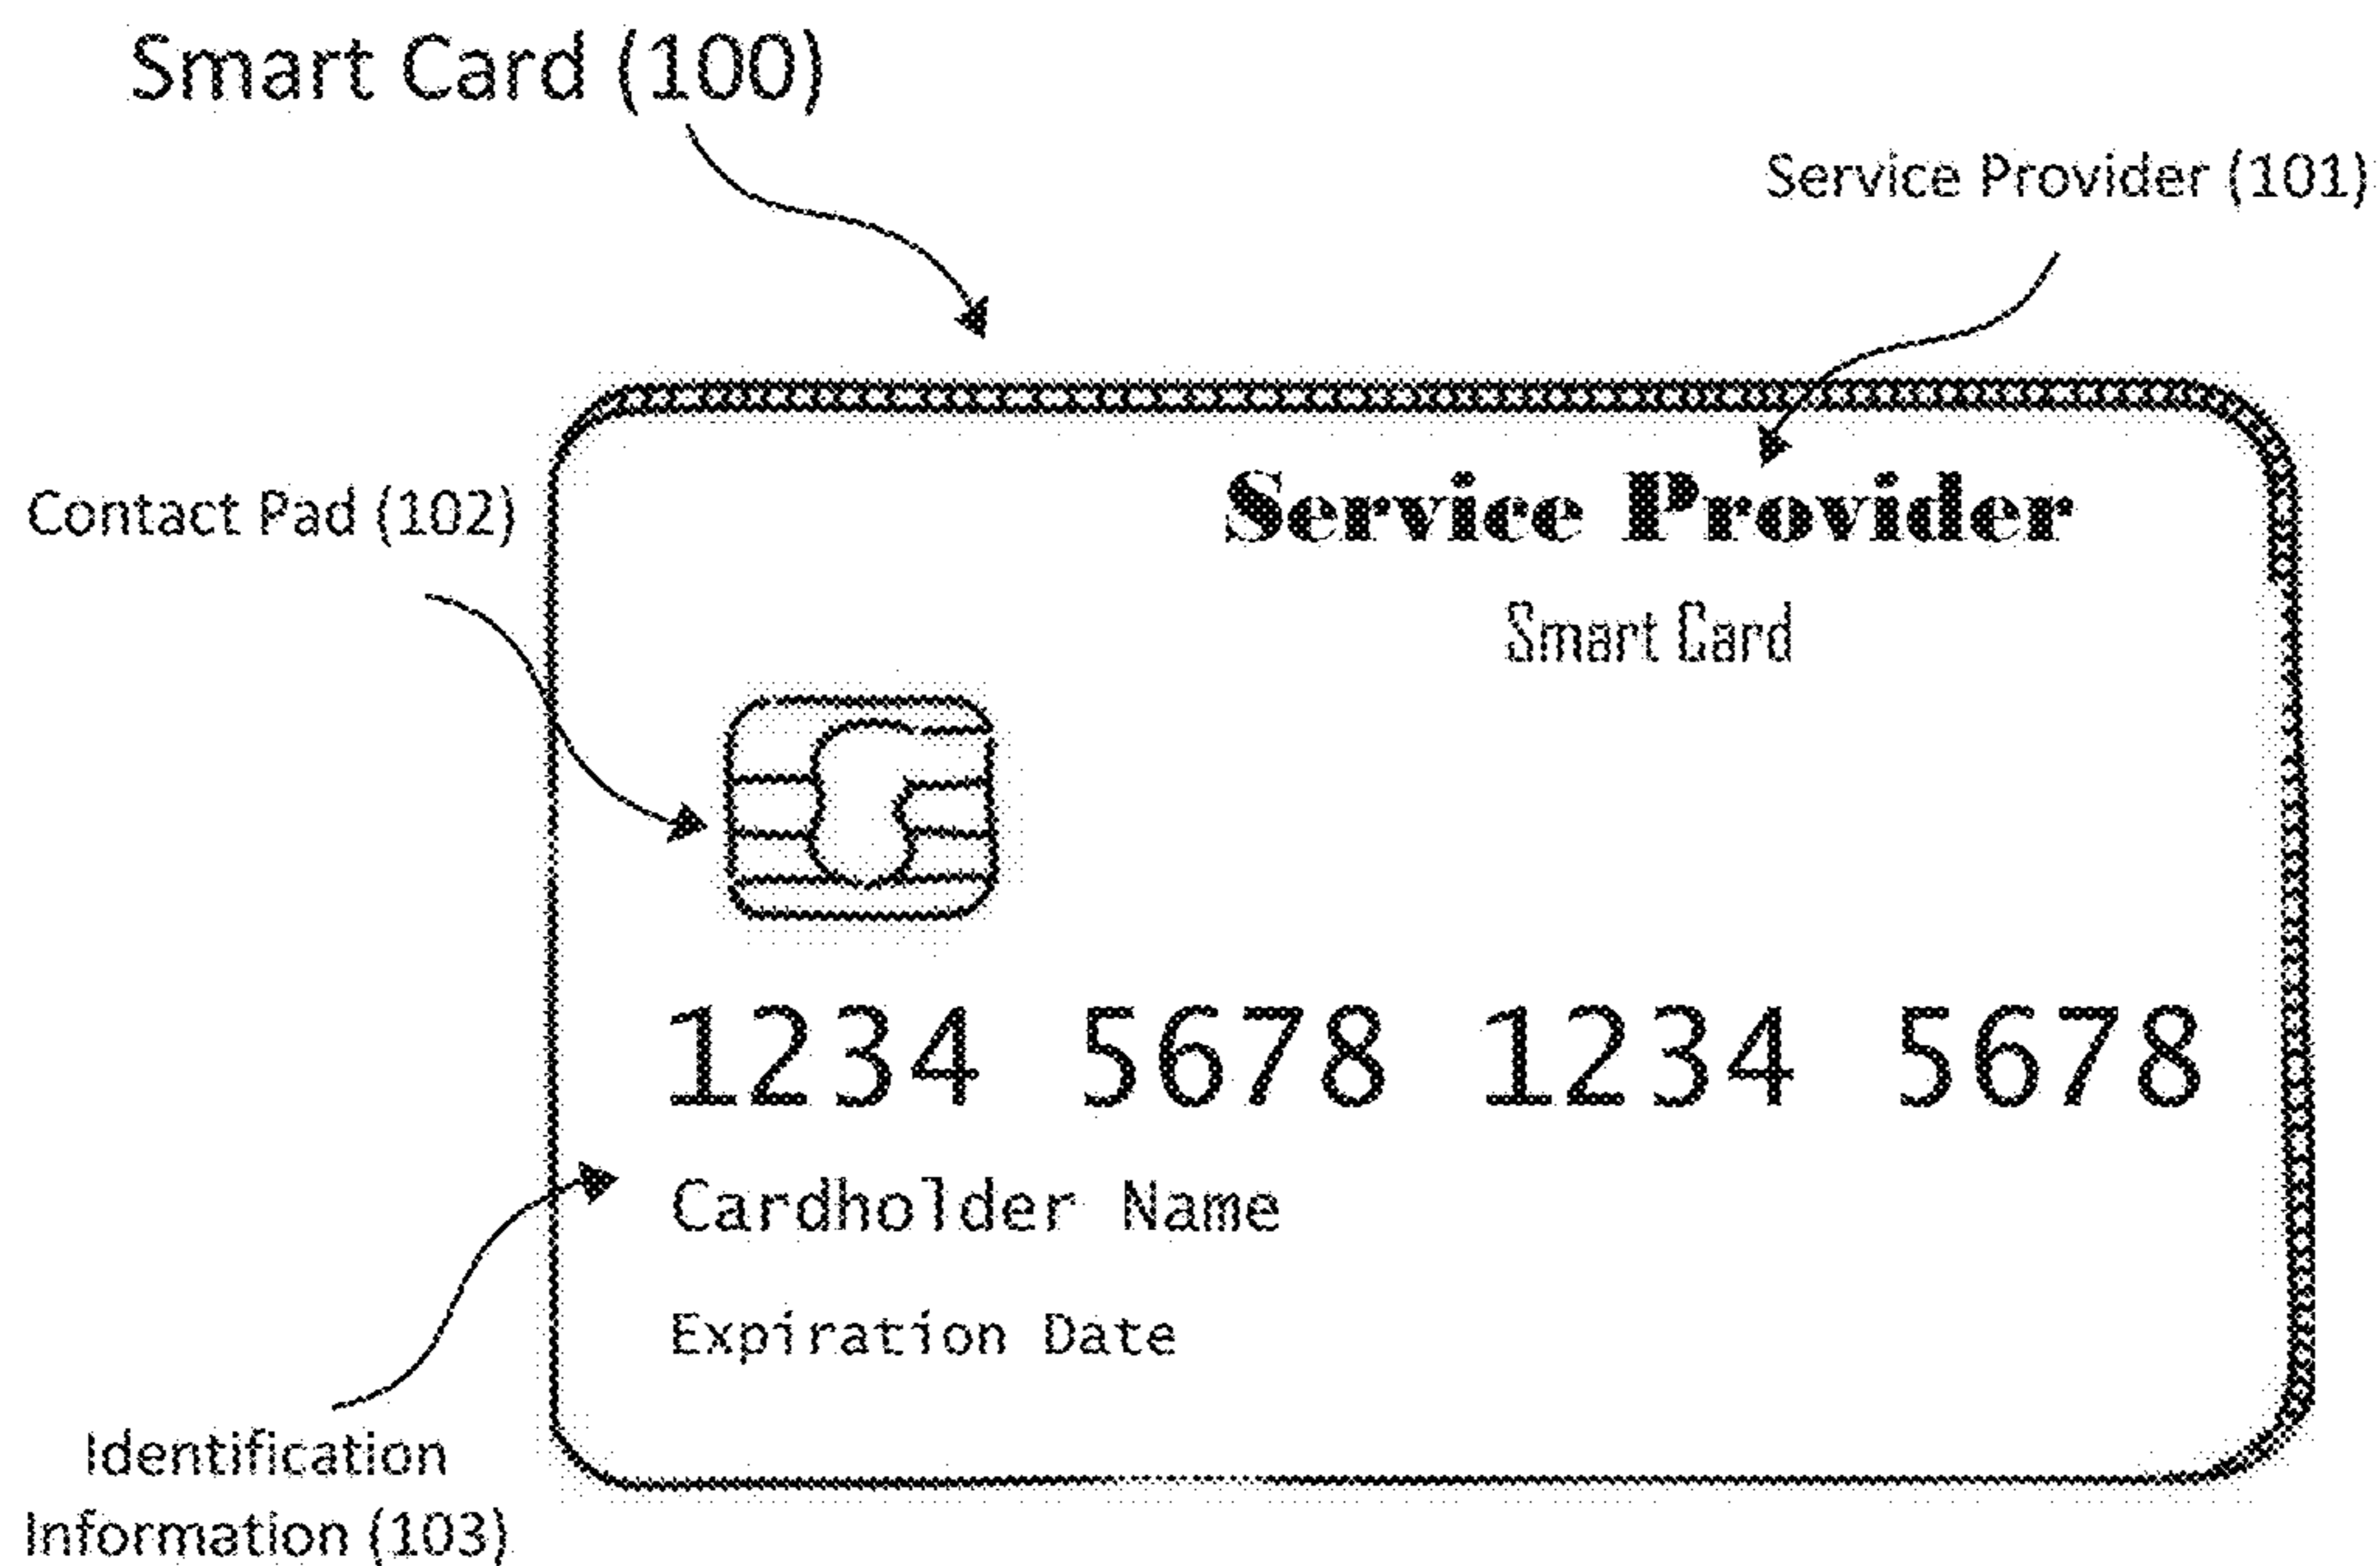 Smart Card (100)
Service Provider (101)
Contact Pad (102)
Service Provider
Smart Card
1234 5678 1234 5678
Cardholder Name
Expiration Date
Identification
Information (103)